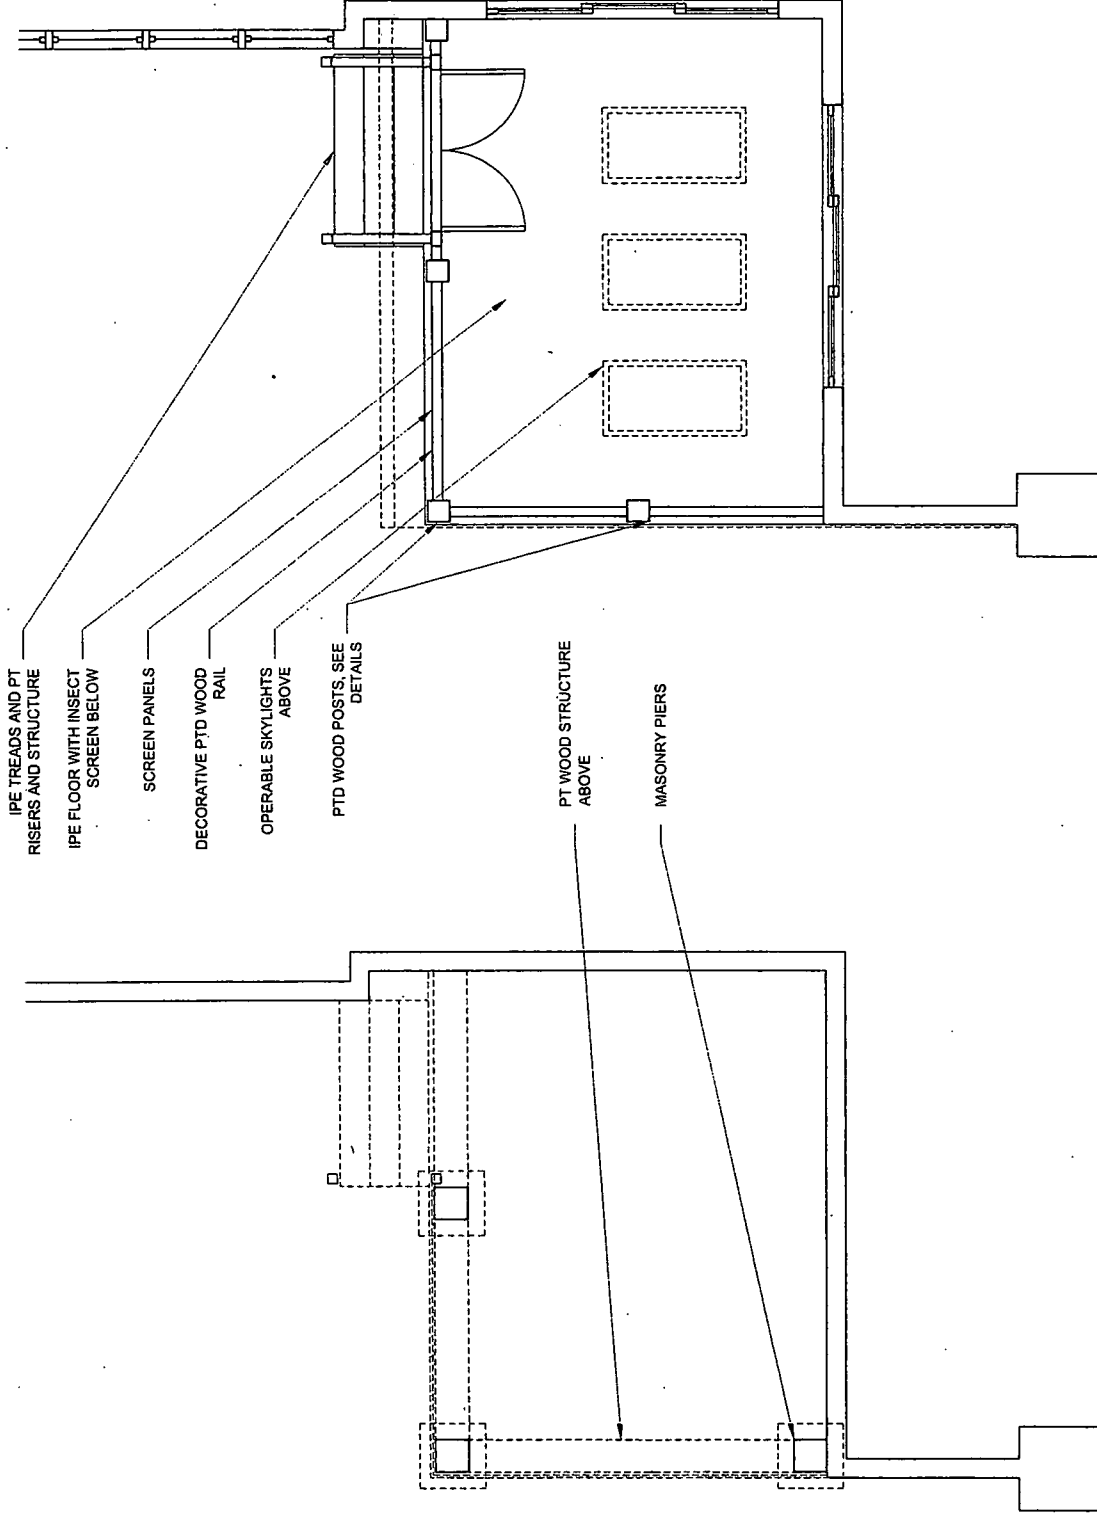 IPE TREADS AND PT
RISERS AND STRUCTURE
IPE FLOOR WITH INSECT
SCREEN BELOW
SCREEN PANELS
DECORATIVE PTD WOOD
RAIL
OPERABLE SKYLIGHTS
ABOVE
PTD WOOD POSTS, SEE
DETAILS
PT WOOD STRUCTURE
ABOVE
MASONRY PIERS